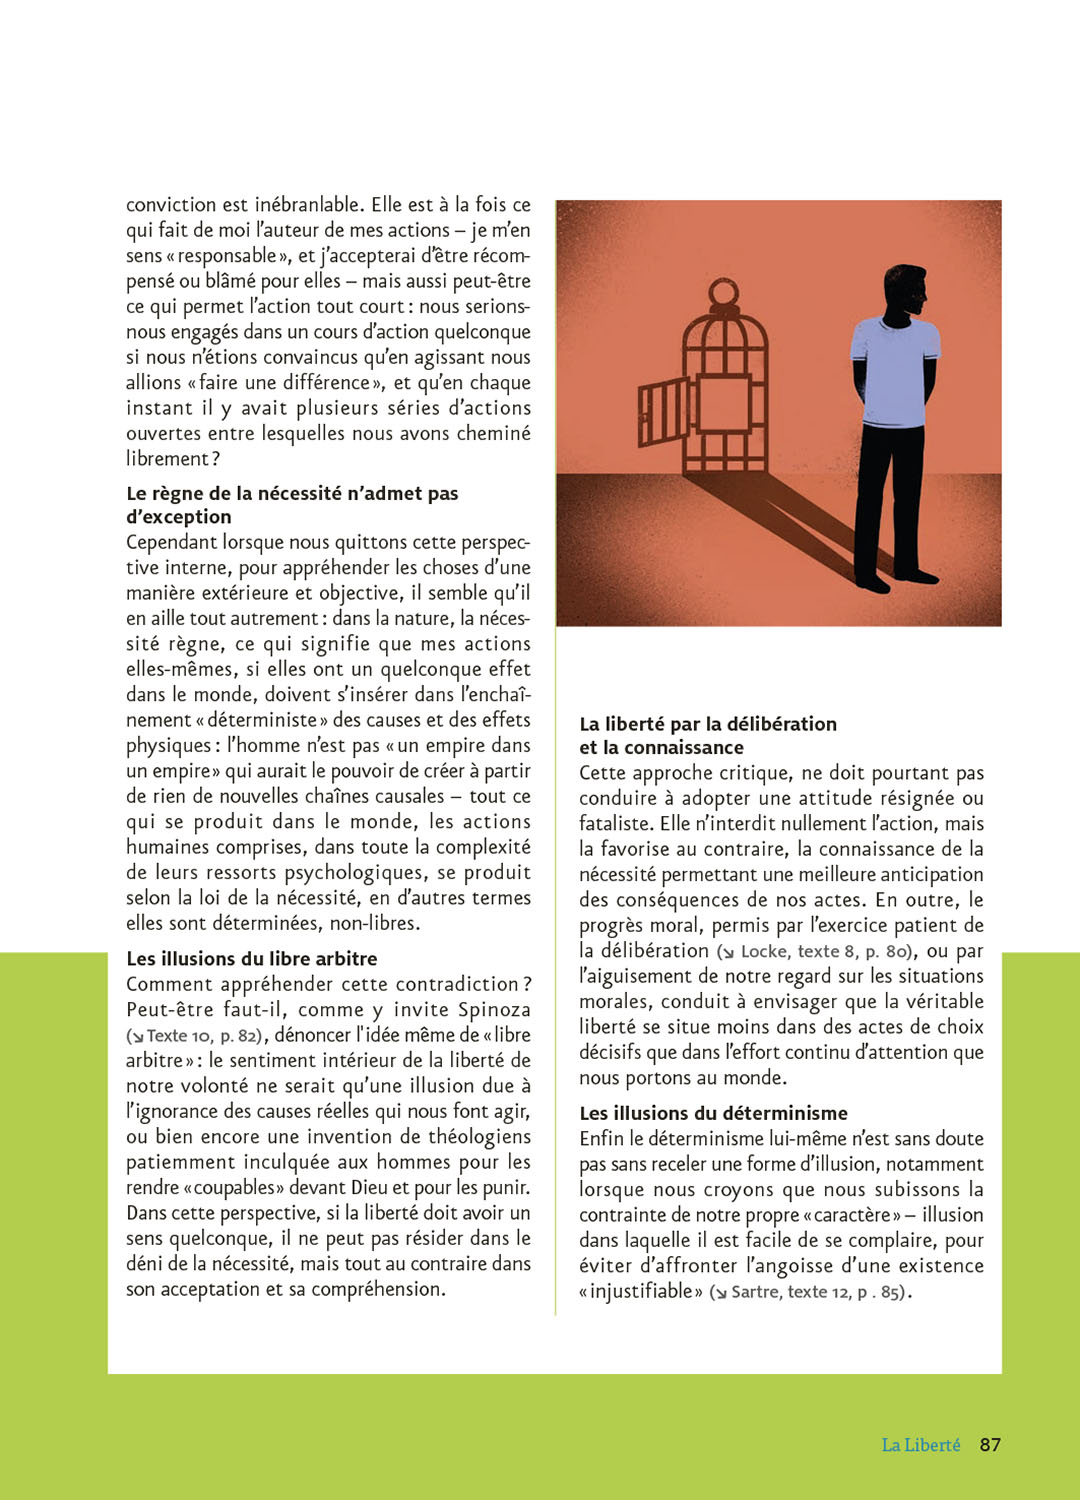 conviction est inébranlable. Elle est à la fois ce
qui fait de moi l’auteur de mes actions – je m’en
sens « responsable », et j’accepterai d’être récom-
pensé ou blâmé pour elles – mais aussi peut-être
ce qui permet l’action tout court : nous serions-
nous engagés dans un cours d’action quelconque
si nous n’étions convaincus qu’en agissant nous
allions « faire une différence », et qu’en chaque
instant il y avait plusieurs séries d’actions
ouvertes entre lesquelles nous avons cheminé
librement ?
Le règne de la nécessité n’admet pas
d’exception
Cependant lorsque nous quittons cette perspec-
tive interne, pour appréhender les choses d’une
manière extérieure et objective, il semble qu’il
en aille tout autrement : dans la nature, la néces-
sité règne, ce qui signifie que mes actions
elles-mêmes, si elles ont un quelconque effet
dans le monde, doivent s’insérer dans l’enchaî-
nement « déterministe » des causes et des effets
physiques : l’homme n’est pas « un empire dans
un empire » qui aurait le pouvoir de créer à partir
de rien de nouvelles chaînes causales – tout ce
qui se produit dans le monde, les actions
humaines comprises, dans toute la complexité
de leurs ressorts psychologiques, se produit
selon la loi de la nécessité, en d’autres termes
elles sont déterminées, non-libres.
Les illusions du libre arbitre
Comment appréhender cette contradiction ?
Peut-être faut-il, comme y invite Spinoza
(↘ Texte 10, p. 82), dénoncer l'idée même de « libre
arbitre » : le sentiment intérieur de la liberté de
notre volonté ne serait qu’une illusion due à
l’ignorance des causes réelles qui nous font agir,
ou bien encore une invention de théologiens
patiemment inculquée aux hommes pour les
rendre « coupables » devant Dieu et pour les punir.
Dans cette perspective, si la liberté doit avoir un
sens quelconque, il ne peut pas résider dans le
déni de la nécessité, mais tout au contraire dans
son acceptation et sa compréhension.
La liberté par la délibération
et la connaissance
Cette approche critique, ne doit pourtant pas
conduire à adopter une attitude résignée ou
fataliste. Elle n’interdit nullement l’action, mais
la favorise au contraire, la connaissance de la
nécessité permettant une meilleure anticipation
des conséquences de nos actes. En outre, le
progrès moral, permis par l’exercice patient de
la délibération (↘ Locke, texte 8, p. 80), ou par
l’aiguisement de notre regard sur les situations
morales, conduit à envisager que la véritable
liberté se situe moins dans des actes de choix
décisifs que dans l’effort continu d’attention que
nous portons au monde.
Les illusions du déterminisme
Enfin le déterminisme lui-même n’est sans doute
pas sans receler une forme d’illusion, notamment
lorsque nous croyons que nous subissons la
contrainte de notre propre « caractère » – illusion
dans laquelle il est facile de se complaire, pour
éviter d’affronter l’angoisse d’une existence
« injustifiable » (↘ Sartre, texte 12, p . 85).
La Liberté 87